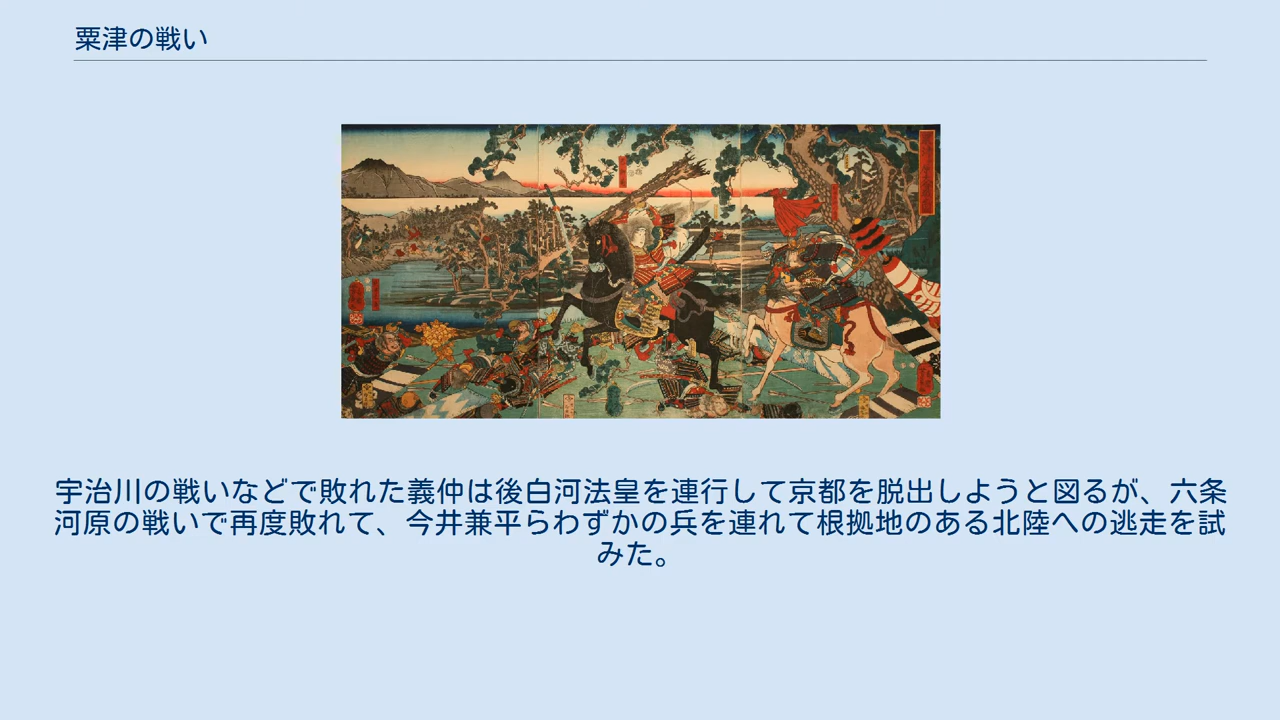 粟津の戦い
宇治川の戦いなどで敗れた義仲は後白河法皇を連行して京都を脱出しようと図るが、六条
河原の戦いで再度敗れて、今井兼平らわずかの兵を連れて根拠地のある北陸への逃走を試
みた。